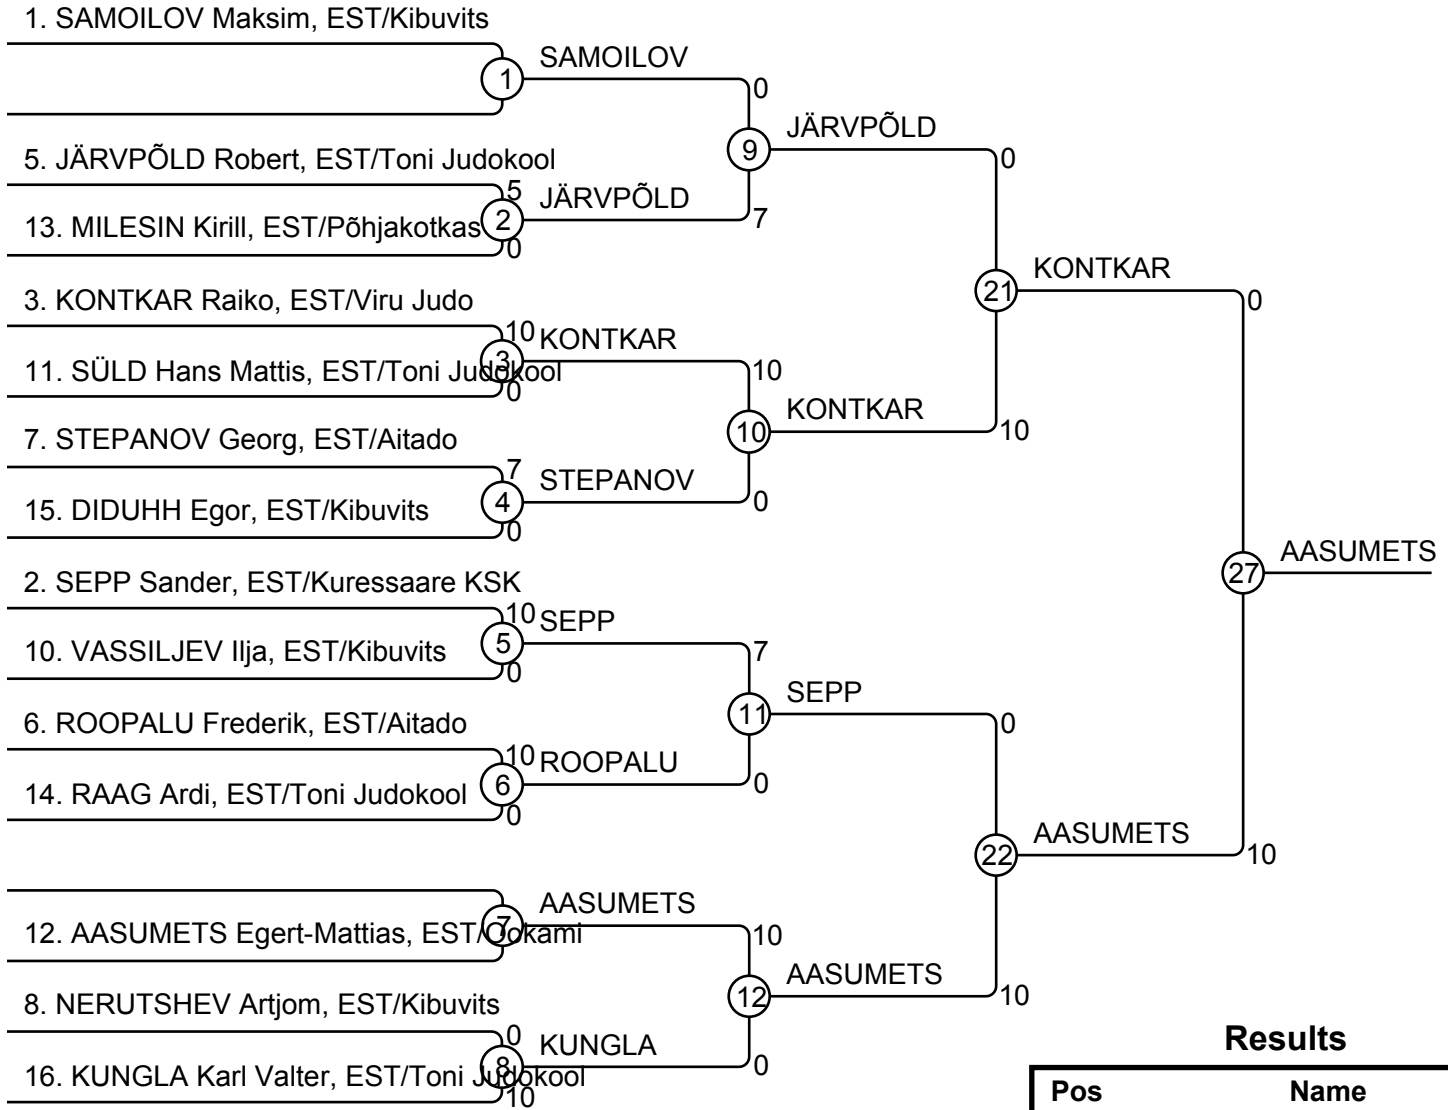 1. SAMOILOV Maksim, EST/Kibuvits
1
SAMOILOV
0
5. JÄRVPÕLD Robert, EST/Toni Judokool
5
13. MILESIN Kirill, EST/Põhjakotkas
0
2
JÄRVPÕLD
7
9
JÄRVPÕLD
0
3. KONTKAR Raiko, EST/Viru Judo
10
11. SÜLD Hans Mattis, EST/Toni Judokool
0
3
KONTKAR
10
7. STEPANOV Georg, EST/Aitado
7
15. DIDUHH Egor, EST/Kibuvits
0
4
STEPANOV
0
10
KONTKAR
10
21
KONTKAR
0
2. SEPP Sander, EST/Kuressaare KSK
10
10. VASSILJEV Ilja, EST/Kibuvits
0
5
SEPP
7
6. ROOPALU Frederik, EST/Aitado
10
14. RAAG Ardi, EST/Toni Judokool
0
6
ROOPALU
0
11
SEPP
0
12. AASUMETS Egert-Mattias, EST/Ookami
7
AASUMETS
10
8. NERUTSHEV Artjom, EST/Kibuvits
0
16. KUNGLA Karl Valter, EST/Toni Judokool
10
8
KUNGLA
0
12
AASUMETS
10
22
AASUMETS
10
27
AASUMETS
Results
Pos Name